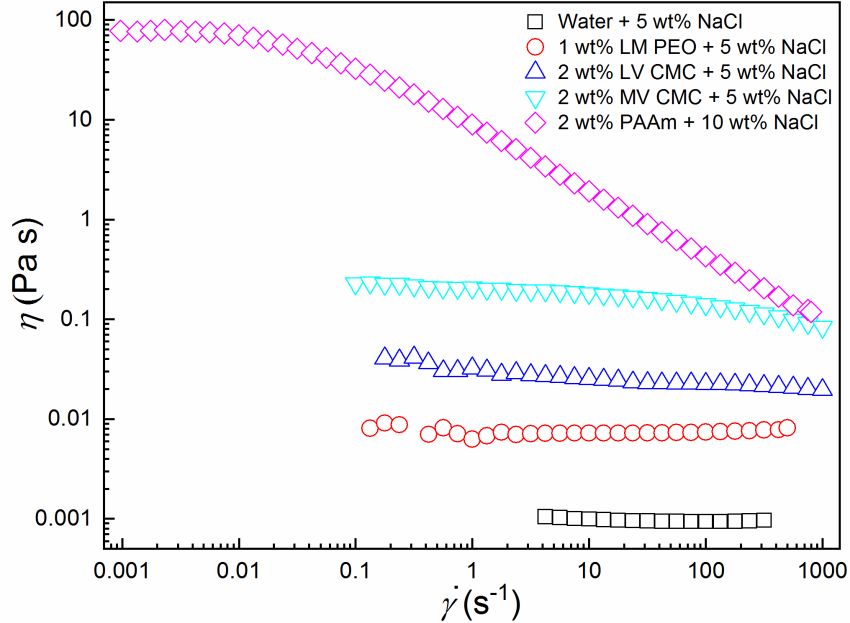 Water + 5 wt% NaCl
1 wt% LM PEO + 5 wt% NaCl
2 wt% LV CMC + 5 wt% NaCl
2 wt% MV CMC + 5 wt% NaCl
2 wt% PAAm + 10 wt% NaCl
100
10
1
0.1
0.01
0.001
η (Pa s)
0.001 0.01 0.1 1 10 100 1000
γ̇ (s⁻¹)